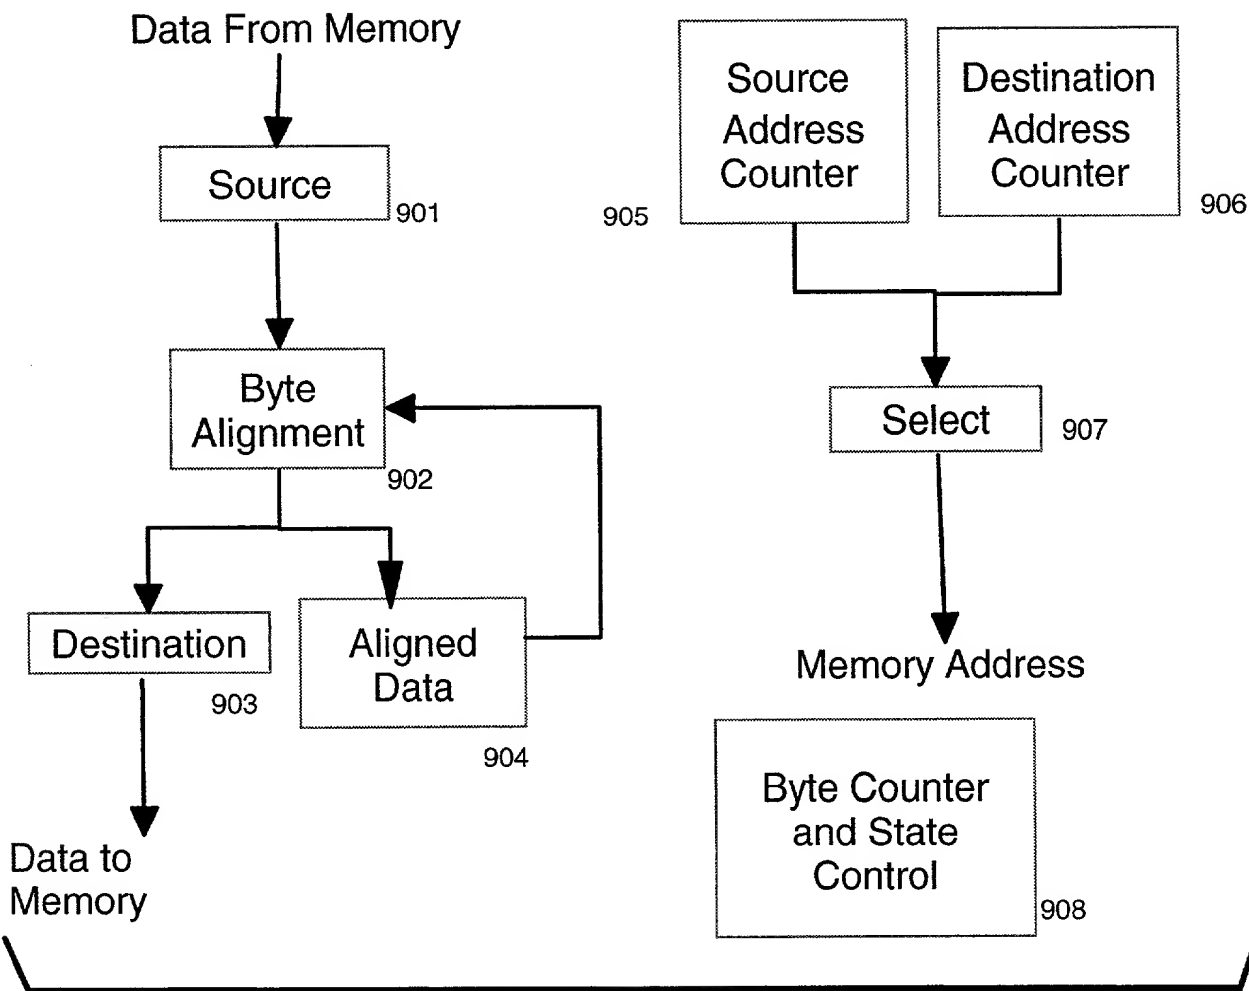 Data From Memory
Source
901
Byte
Alignment
902
Destination
903
Aligned
Data
904
Data to
Memory
Source
Address
Counter
905
Destination
Address
Counter
906
Select
907
Memory Address
Byte Counter
and State
Control
908